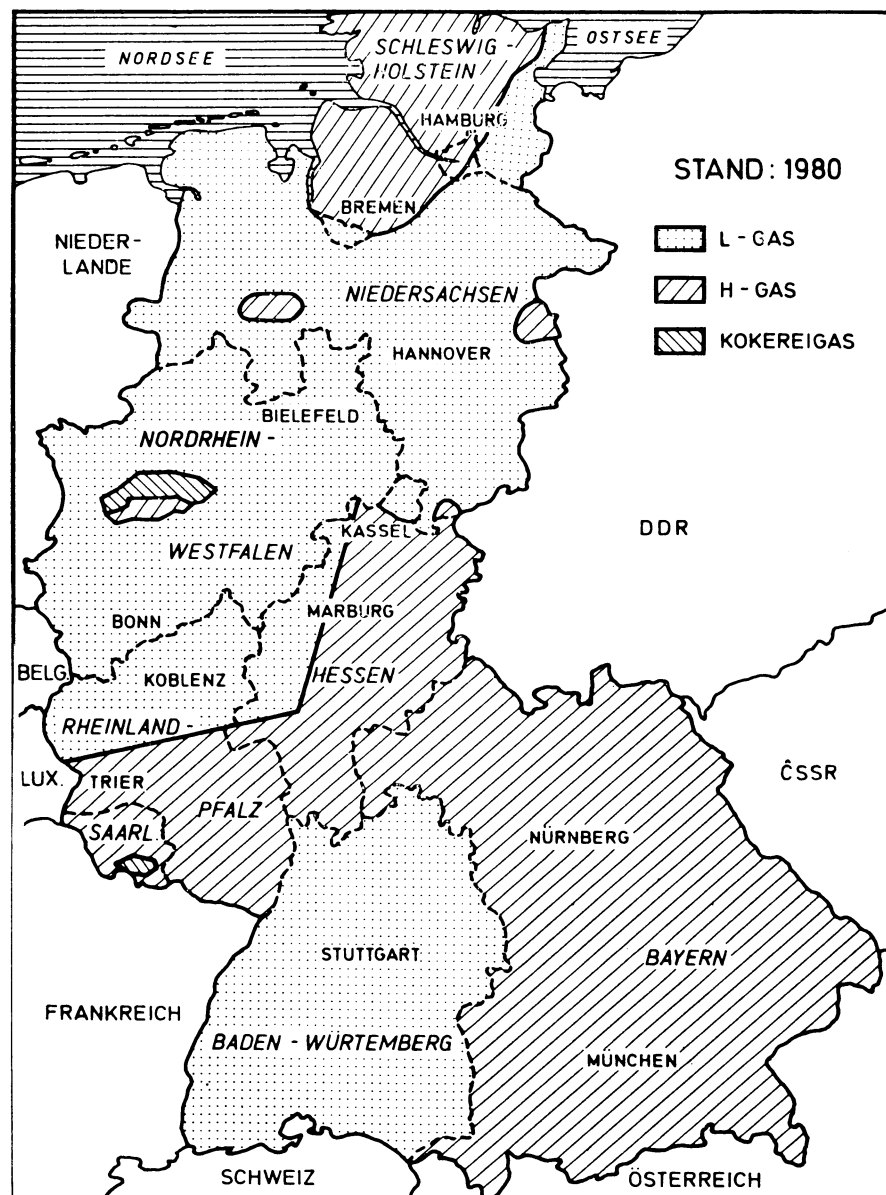 NORDSEE
SCHLESWIG -
HOLSTEIN
OSTSEE
HAMBURG
STAND : 1980
BREMEN
L - GAS
NIEDER-
LANDE
H - GAS
NIEDERSACHSEN
KOKEREIGAS
HANNOVER
BIELEFELD
NORDRHEIN -
KASSEL
DDR
WESTFALEN
MARBURG
BONN
BELG.
KOBLENZ
HESSEN
RHEINLAND -
LUX.
TRIER
ČSSR
PFALZ
SAARL.
NÜRNBERG
STUTTGART
BAYERN
FRANKREICH
BADEN - WÜRTEMBERG
MÜNCHEN
SCHWEIZ
ÖSTERREICH